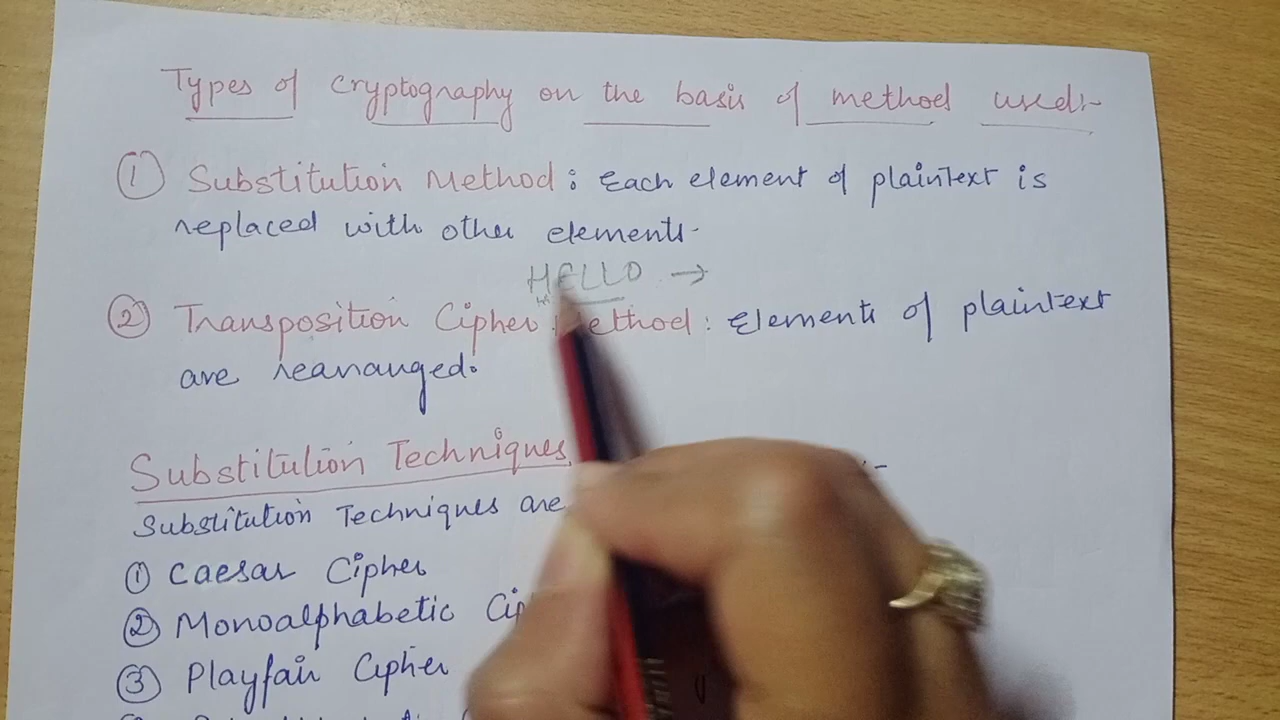 Types of Cryptography on the basis of method used:-
① Substitution Method: Each element of plaintext is
replaced with other elements.
HELLO →
② Transposition Cipher Method: Elements of plaintext
are rearranged.
Substitution Techniques
Substitution Techniques are
① Caesar Cipher
② Monoalphabetic
③ Playfair Cipher